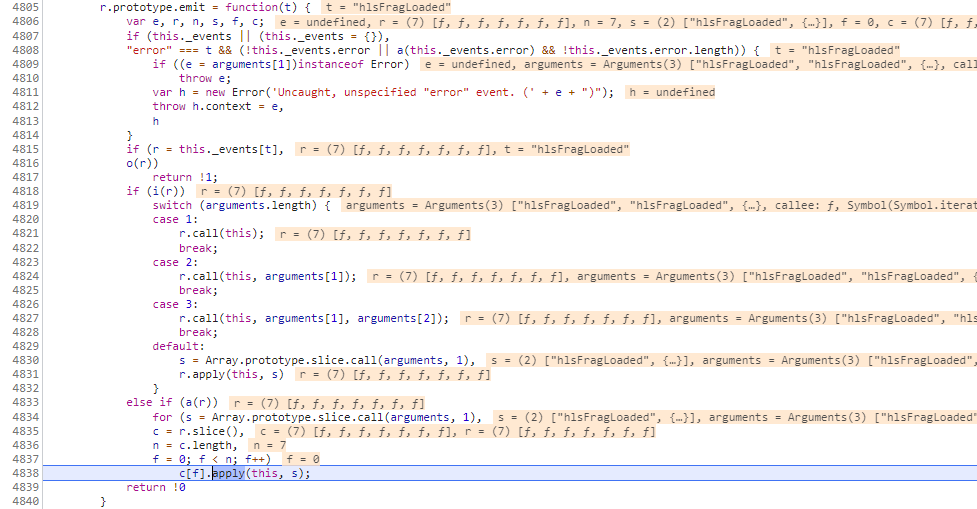 4805 r.prototype.emit = function(t) { t = "hlsFragLoaded"
4806 var e, r, n, s, f, c; e = undefined, r = (7) [ƒ, ƒ, ƒ, ƒ, ƒ, ƒ, ƒ], n = 7, s = (2) ["hlsFragLoaded", {…}], f = 0, c = (7) [ƒ, ƒ
4807 if (this._events || (this._events = {}),
4808 "error" === t && (!this._events.error || a(this._events.error) && !this._events.error.length)) { t = "hlsFragLoaded"
4809 if ((e = arguments[1])instanceof Error) e = undefined, arguments = Arguments(3) ["hlsFragLoaded", "hlsFragLoaded", {…}, call
4810 throw e;
4811 var h = new Error('Uncaught, unspecified "error" event. (' + e + ")"); h = undefined
4812 throw h.context = e,
4813 h
4814 }
4815 if (r = this._events[t], r = (7) [ƒ, ƒ, ƒ, ƒ, ƒ, ƒ, ƒ], t = "hlsFragLoaded"
4816 o(r))
4817 return !1;
4818 if (i(r)) r = (7) [ƒ, ƒ, ƒ, ƒ, ƒ, ƒ, ƒ]
4819 switch (arguments.length) { arguments = Arguments(3) ["hlsFragLoaded", "hlsFragLoaded", {…}, callee: ƒ, Symbol(Symbol.iterat
4820 case 1:
4821 r.call(this); r = (7) [ƒ, ƒ, ƒ, ƒ, ƒ, ƒ, ƒ]
4822 break;
4823 case 2:
4824 r.call(this, arguments[1]); r = (7) [ƒ, ƒ, ƒ, ƒ, ƒ, ƒ, ƒ], arguments = Arguments(3) ["hlsFragLoaded", "hlsFragLoaded", {
4825 break;
4826 case 3:
4827 r.call(this, arguments[1], arguments[2]); r = (7) [ƒ, ƒ, ƒ, ƒ, ƒ, ƒ, ƒ], arguments = Arguments(3) ["hlsFragLoaded", "hls
4828 break;
4829 default:
4830 s = Array.prototype.slice.call(arguments, 1), s = (2) ["hlsFragLoaded", {…}], arguments = Arguments(3) ["hlsFragLoaded",
4831 r.apply(this, s) r = (7) [ƒ, ƒ, ƒ, ƒ, ƒ, ƒ, ƒ]
4832 }
4833 else if (a(r)) r = (7) [ƒ, ƒ, ƒ, ƒ, ƒ, ƒ, ƒ]
4834 for (s = Array.prototype.slice.call(arguments, 1), s = (2) ["hlsFragLoaded", {…}], arguments = Arguments(3) ["hlsFragLoaded"
4835 c = r.slice(), c = (7) [ƒ, ƒ, ƒ, ƒ, ƒ, ƒ, ƒ], r = (7) [ƒ, ƒ, ƒ, ƒ, ƒ, ƒ, ƒ]
4836 n = c.length, n = 7
4837 f = 0; f < n; f++) f = 0
4838 c[f].apply(this, s);
4839 return !0
4840 }